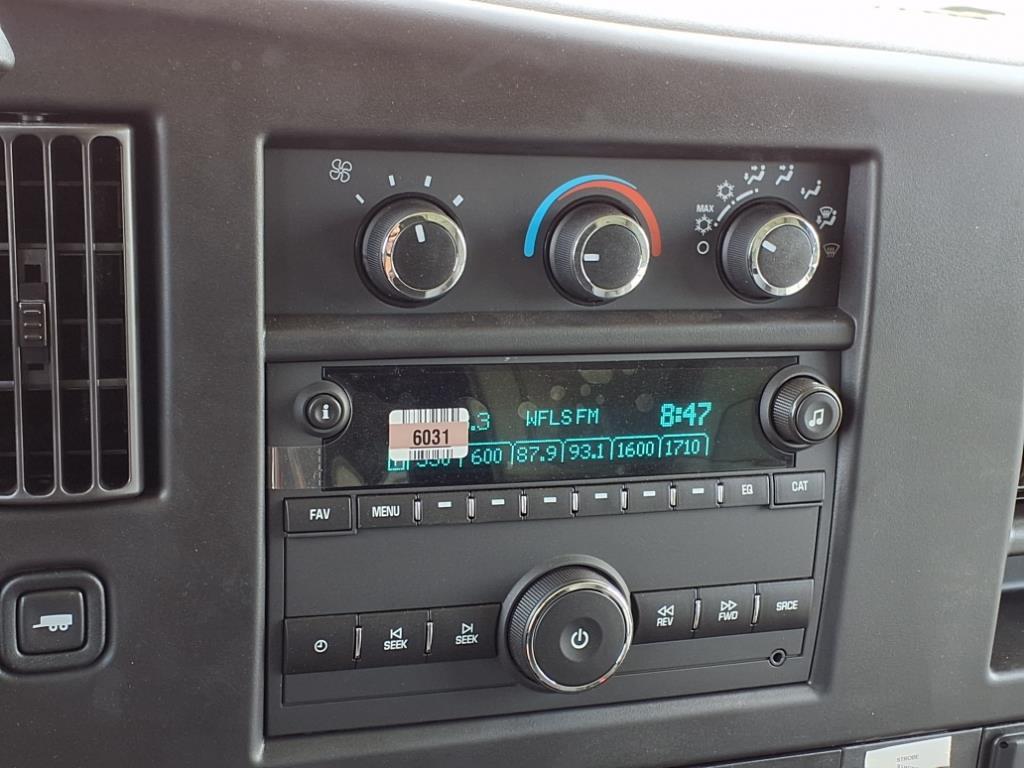 MAX
.3 WFLS FM 8:47
6031
600 87.9 93.1 1600 1710
i
FAV MENU EQ CAT
SEEK SEEK REV FWD SRCE
STROBE